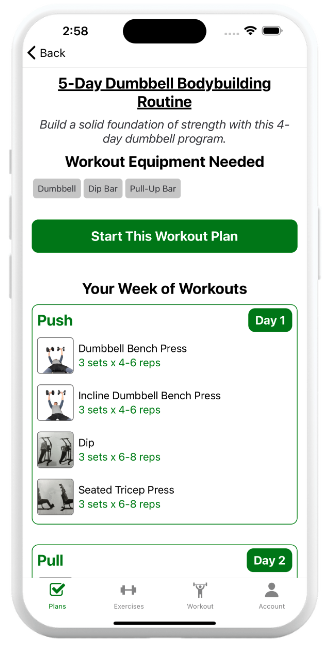 2:58
Back
5-Day Dumbbell Bodybuilding
Routine
Build a solid foundation of strength with this 4-
day dumbbell program.
Workout Equipment Needed
Dumbbell Dip Bar Pull-Up Bar
Start This Workout Plan
Your Week of Workouts
Push Day 1
Dumbbell Bench Press
3 sets x 4-6 reps
Incline Dumbbell Bench Press
3 sets x 4-6 reps
Dip
3 sets x 6-8 reps
Seated Tricep Press
3 sets x 6-8 reps
Pull Day 2
Plans Exercises Workout Account